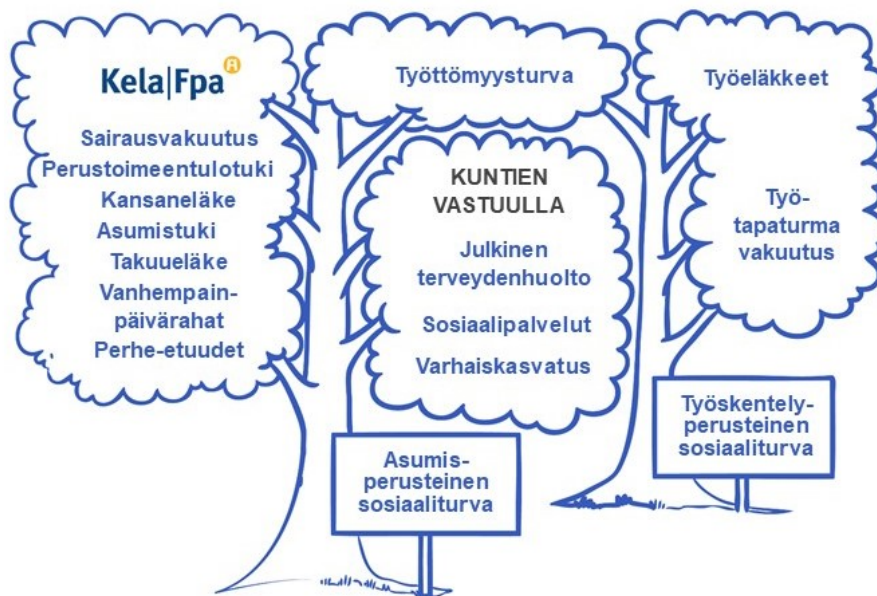 Kela|Fpa
Sairausvakuutus
Perustoimeentulotuki
Kansaneläke
Asumistuki
Takuueläke
Vanhempain-
päivärahat
Perhe-etuudet
Työttömyysturva
KUNTIEN
VASTUULLA
Julkinen
terveydenhuolto
Sosiaalipalvelut
Varhaiskasvatus
Työeläkkeet
Työ-
tapaturma
vakuutus
Asumis-
perusteinen
sosiaaliturva
Työskentely-
perusteinen
sosiaaliturva